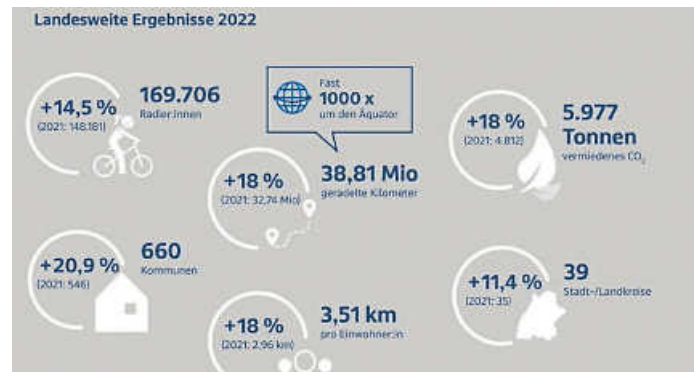 Landesweite Ergebnisse 2022
+14,5 %
(2021: 148.181)
169.706
Radler:innen
Fast
1000 x
um den Äquator
+18 %
(2021: 4.812)
5.977
Tonnen
vermiedenes CO₂
+18 %
(2021: 32,74 Mio)
38,81 Mio
geradelte Kilometer
+20,9 %
(2021: 546)
660
Kommunen
+11,4 %
(2021: 35)
39
Stadt-/Landkreise
+18 %
(2021: 2,96 km)
3,51 km
pro Einwohner:in